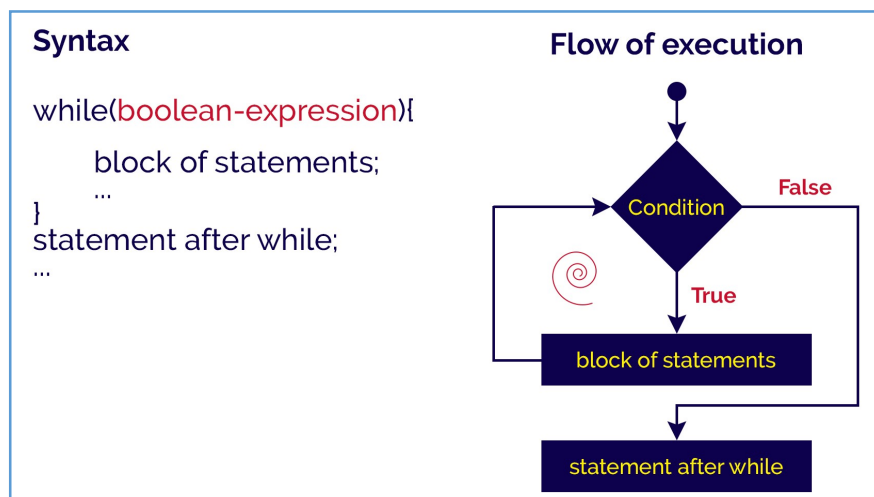 Syntax
while(boolean-expression){
block of statements;
...
}
statement after while;
...
Flow of execution
Condition
False
True
block of statements
statement after while